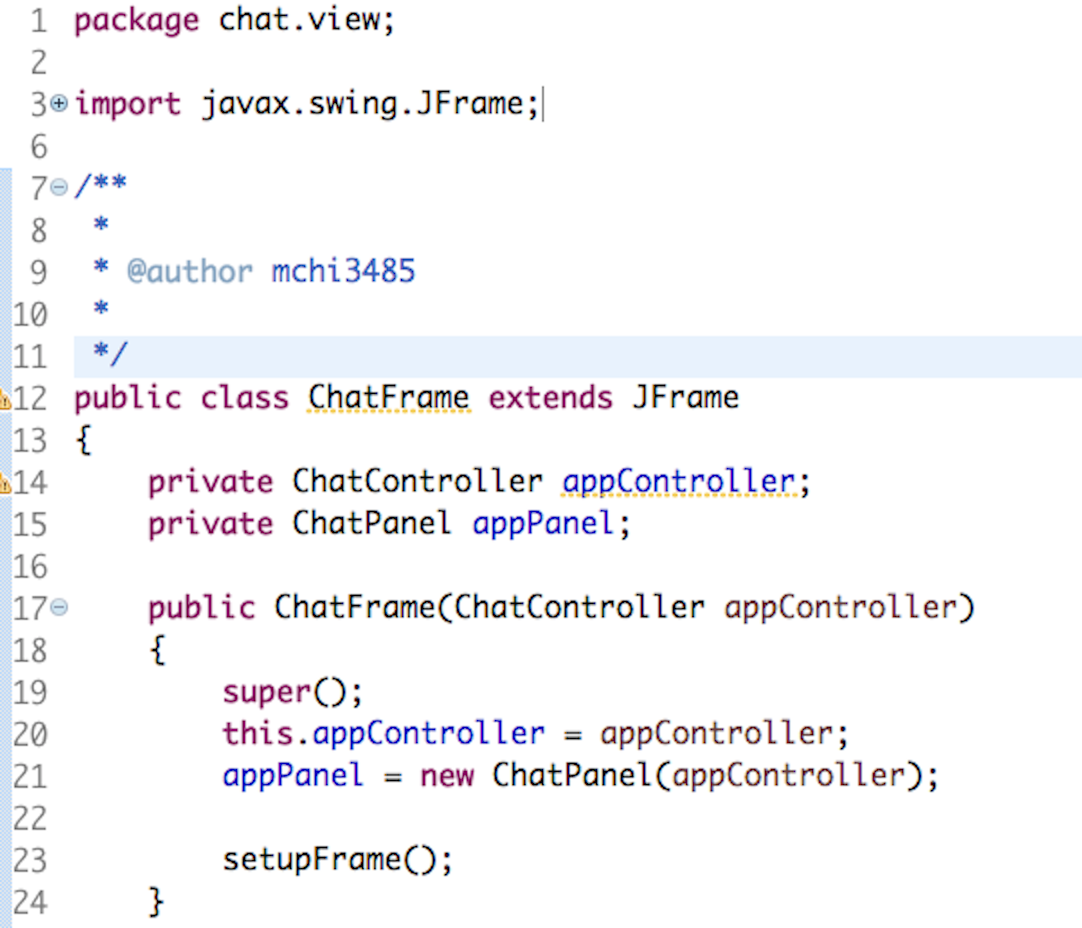 1 package chat.view;
2
3 import javax.swing.JFrame;
6
7 /**
8  *
9  * @author mchi3485
10  *
11  */
12 public class ChatFrame extends JFrame
13 {
14     private ChatController appController;
15     private ChatPanel appPanel;
16
17     public ChatFrame(ChatController appController)
18     {
19         super();
20         this.appController = appController;
21         appPanel = new ChatPanel(appController);
22
23         setupFrame();
24     }